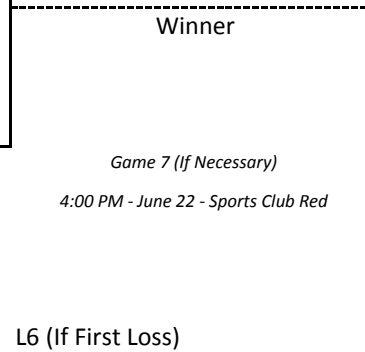 Winner
Game 7 (If Necessary)
4:00 PM - June 22 - Sports Club Red
L6 (If First Loss)